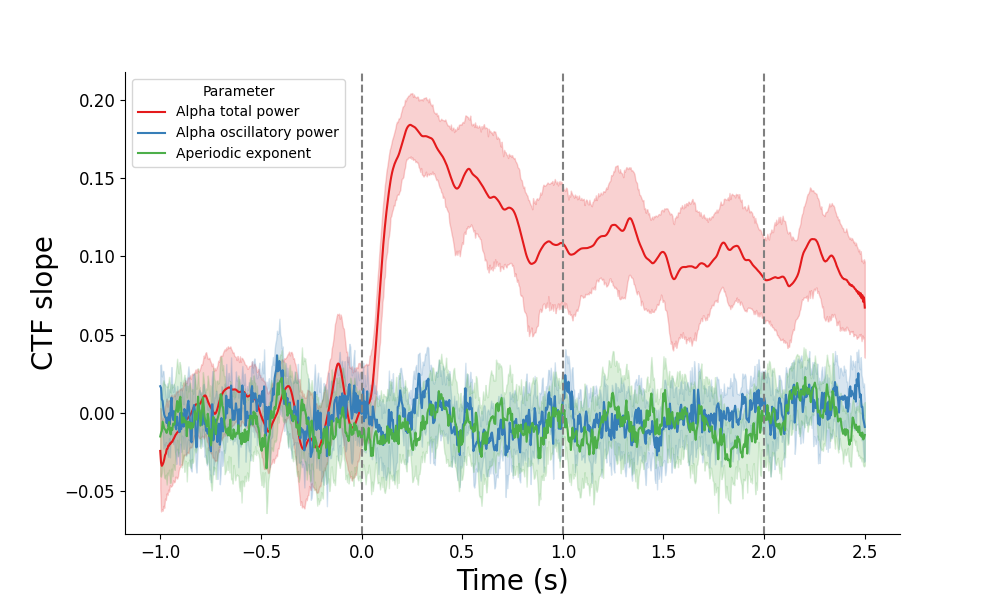 Parameter
Alpha total power
Alpha oscillatory power
Aperiodic exponent
0.20
0.15
0.10
0.05
0.00
−0.05
CTF slope
−1.0 −0.5 0.0 0.5 1.0 1.5 2.0 2.5
Time (s)